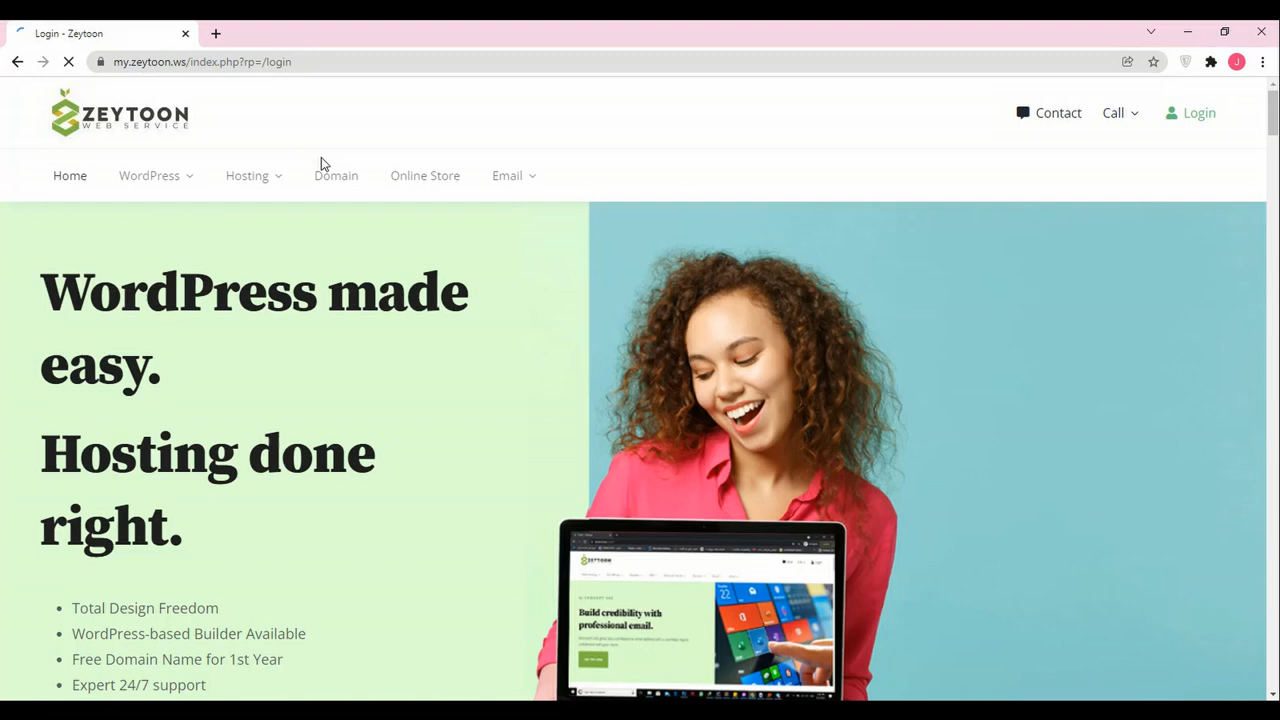 Login - Zeytoon
my.zeytoon.ws/index.php?rp=/login
J
ZEYTOON
WEB SERVICE
Contact
Call
Login
Home
WordPress
Hosting
Domain
Online Store
Email
WordPress made
easy.
Hosting done
right.
Total Design Freedom
WordPress-based Builder Available
Free Domain Name for 1st Year
Expert 24/7 support
ZEYTOON
Build credibility with
professional email.
22